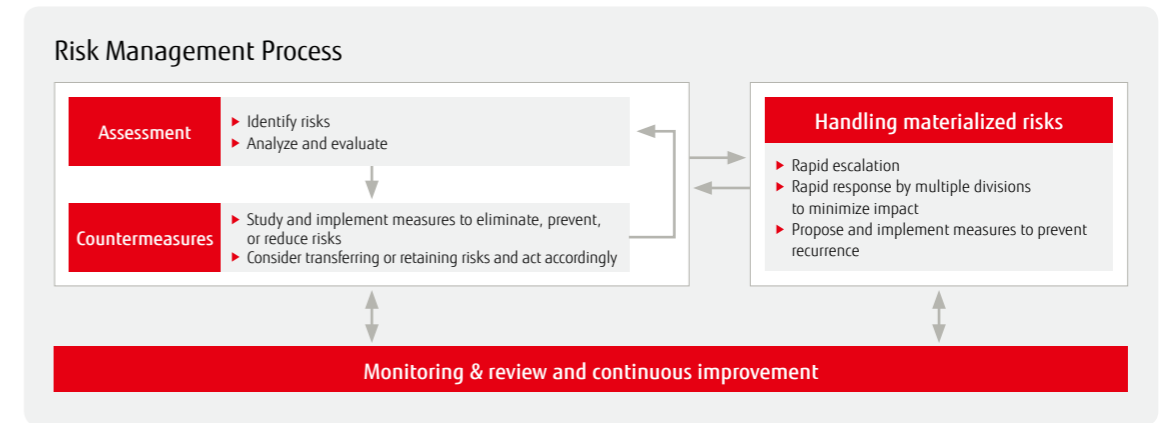 Risk Management Process
Assessment
▶ Identify risks
▶ Analyze and evaluate
Countermeasures
▶ Study and implement measures to eliminate, prevent,
or reduce risks
▶ Consider transferring or retaining risks and act accordingly
Handling materialized risks
▶ Rapid escalation
▶ Rapid response by multiple divisions
to minimize impact
▶ Propose and implement measures to prevent
recurrence
Monitoring & review and continuous improvement